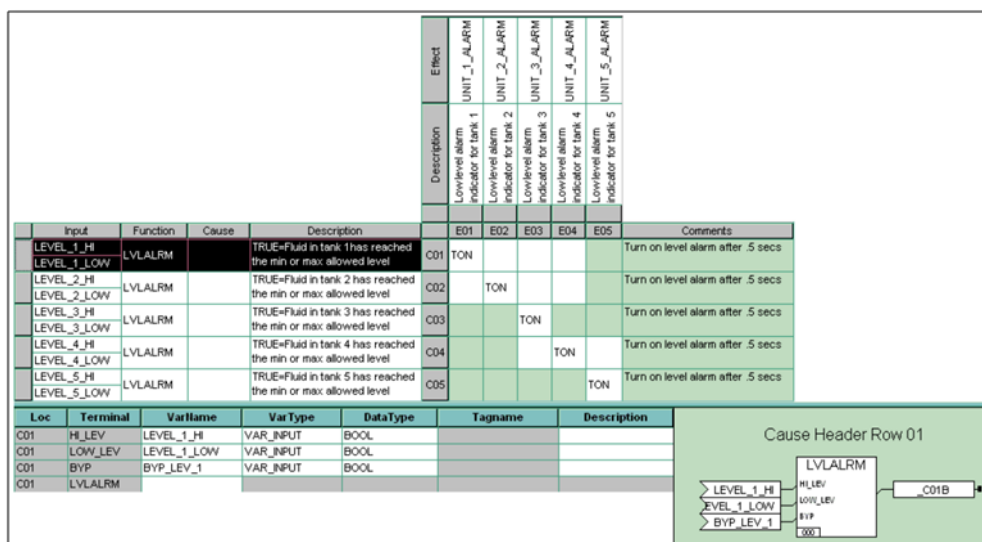 Effect
UNIT_1_ALARM
UNIT_2_ALARM
UNIT_3_ALARM
UNIT_4_ALARM
UNIT_5_ALARM
Description
Low level alarm
indicator for tank 1
Low level alarm
indicator for tank 2
Low level alarm
indicator for tank 3
Low level alarm
indicator for tank 4
Low level alarm
indicator for tank 5
Input Function Cause Description E01 E02 E03 E04 E05 Comments
LEVEL_1_HI
LEVEL_1_LOW
LVLALRM
TRUE=Fluid in tank 1has reached
the min or max allowed level
C01 TON
Turn on level alarm after .5 secs
LEVEL_2_HI
LEVEL_2_LOW
LVLALRM
TRUE=Fluid in tank 2 has reached
the min or max allowed level
C02 TON
Turn on level alarm after .5 secs
LEVEL_3_HI
LEVEL_3_LOW
LVLALRM
TRUE=Fluid in tank 3 has reached
the min or max allowed level
C03 TON
Turn on level alarm after .5 secs
LEVEL_4_HI
LEVEL_4_LOW
LVLALRM
TRUE=Fluid in tank 4 has reached
the min or max allowed level
C04 TON
Turn on level alarm after .5 secs
LEVEL_5_HI
LEVEL_5_LOW
LVLALRM
TRUE=Fluid in tank 5 has reached
the min or max allowed level
C05 TON
Turn on level alarm after .5 secs
Loc Terminal VarName VarType DataType Tagname Description
C01 HI_LEV LEVEL_1_HI VAR_INPUT BOOL
C01 LOW_LEV LEVEL_1_LOW VAR_INPUT BOOL
C01 BYP BYP_LEV_1 VAR_INPUT BOOL
C01 LVLALRM
Cause Header Row 01
LVLALRM
LEVEL_1_HI HI_LEV _C01B
EVEL_1_LOW LOW_LEV
BYP_LEV_1 BYP
000